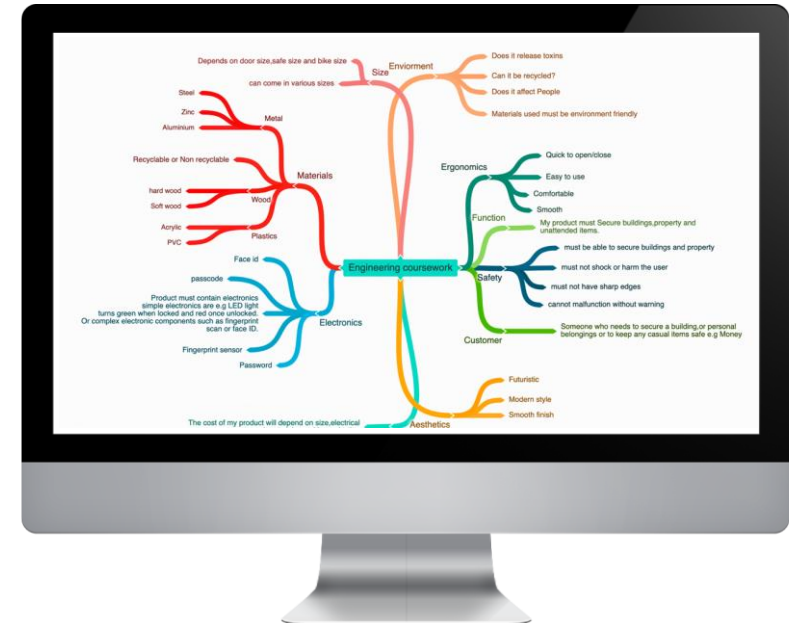 Depends on door size,safe size and bike size
can come in various sizes
Size
Enviorment
Does it release toxins
Can it be recycled?
Does it affect People
Materials used must be environment friendly
Steel
Zinc
Aluminium
Metal
Recyclable or Non recyclable
Materials
hard wood
Soft wood
Wood
Acrylic
PVC
Plastics
Ergonomics
Quick to open/close
Easy to use
Comfortable
Smooth
Function
My product must Secure buildings,property and
unattended items.
Engineering coursework
Safety
must be able to secure buildings and property
must not shock or harm the user
must not have sharp edges
cannot malfunction without warning
Customer
Someone who needs to secure a building,or personal
belongings or to keep any casual items safe e.g Money
Face id
passcode
Product must contain electronics
simple electronics are e.g LED light
turns green when locked and red once unlocked.
Or complex electronic components such as fingerprint
scan or face ID.
Electronics
Fingerprint sensor
Password
Futuristic
Modern style
Smooth finish
Aesthetics
The cost of my product will depend on size,electrical